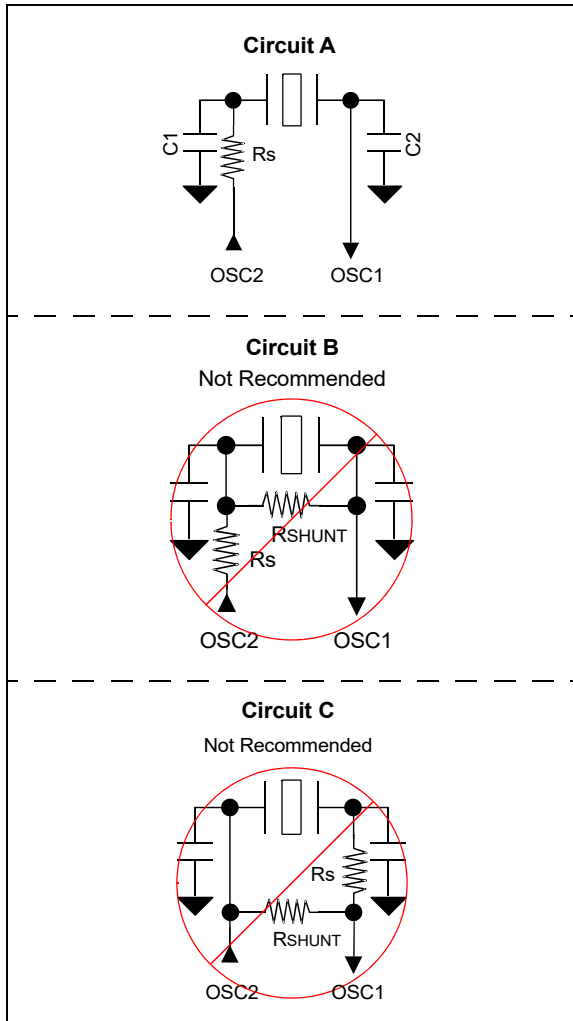 Circuit A
C1
Rs
C2
OSC2
OSC1
Circuit B
Not Recommended
RSHUNT
Rs
OSC2
OSC1
Circuit C
Not Recommended
Rs
RSHUNT
OSC2
OSC1